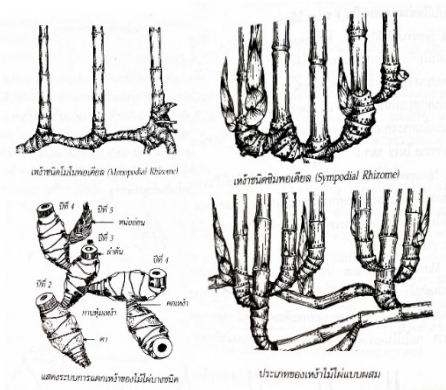 เหง้าชนิดโมโนพอเดียล (Monopodial Rhizome)
เหง้าชนิดซิมพอเดียล (Sympodial Rhizome)
ปีที่ 4
ปีที่ 5
หน่ออ่อน
ปีที่ 3
ลำต้น
ปีที่ 4
ปีที่ 2
คอเหง้า
กาบหุ้มเหง้า
ตา
แสดงระบบการแตกเหง้าของไม้ไผ่บางชนิด
ประเภทของเหง้าไม้ไผ่แบบผสม